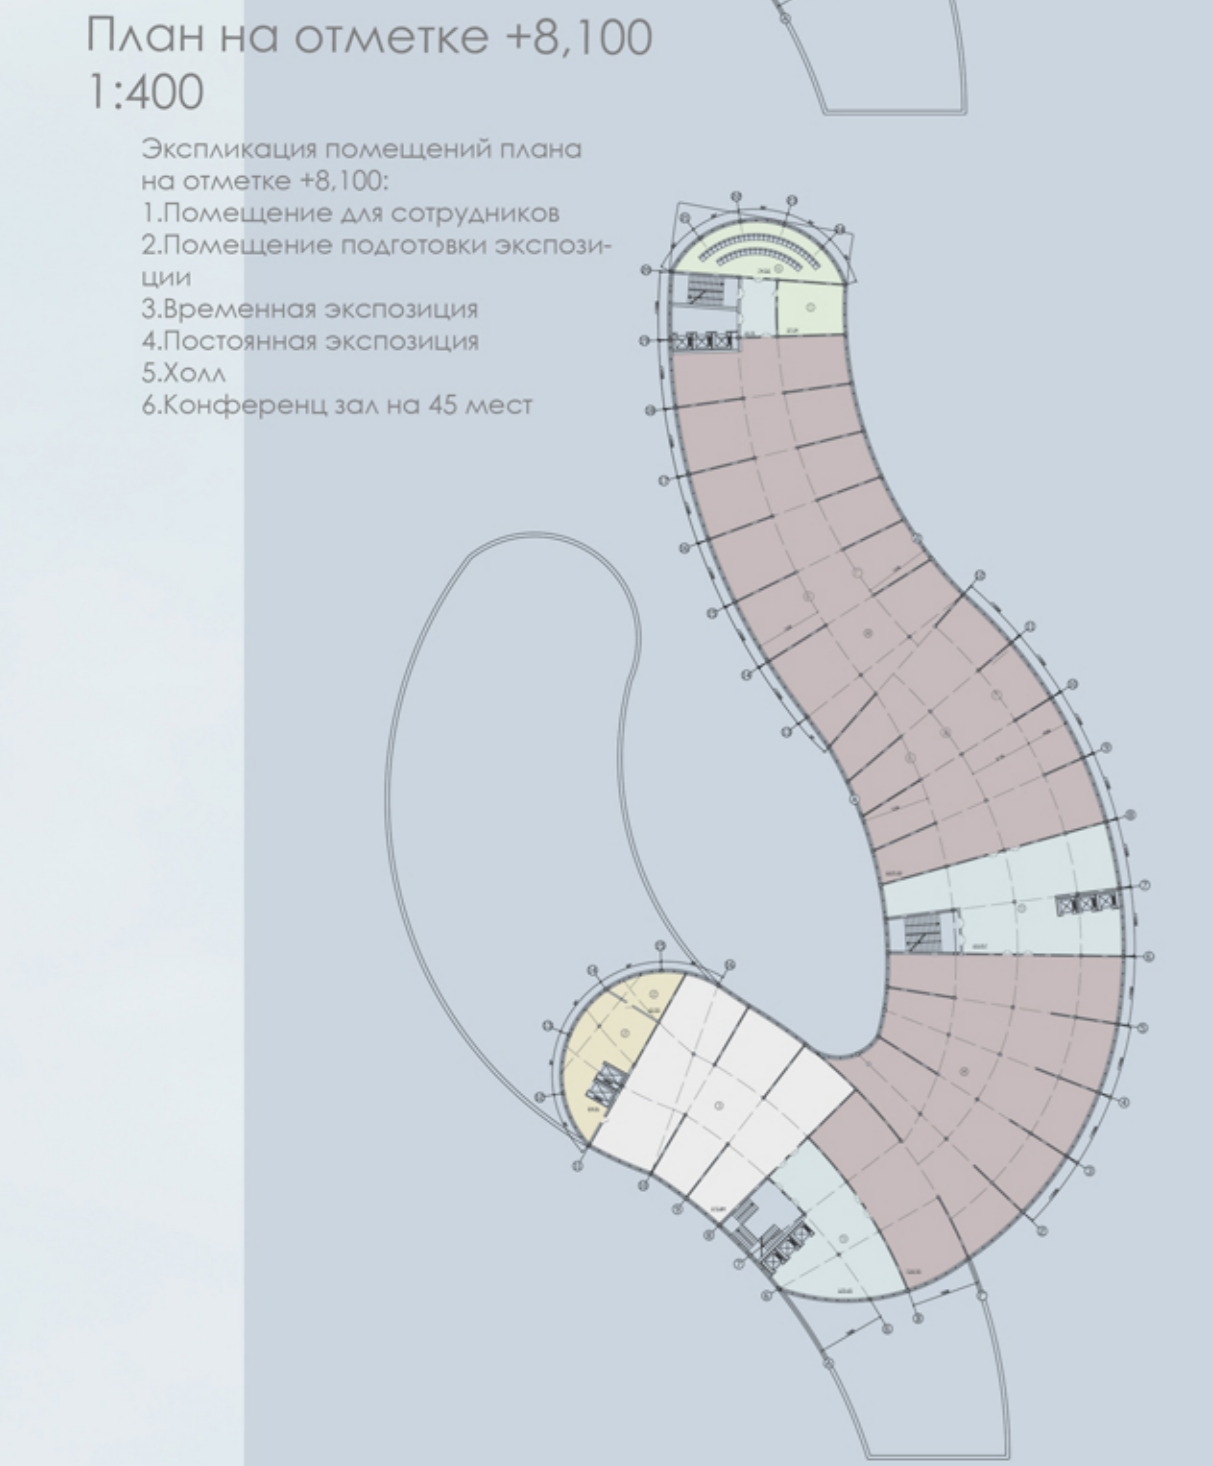 План на отметке +8,100
1:400
Экспликация помещений плана
на отметке +8,100:
1.Помещение для сотрудников
2.Помещение подготовки экспози-
ции
3.Временная экспозиция
4.Постоянная экспозиция
5.Холл
6.Конференц зал на 45 мест